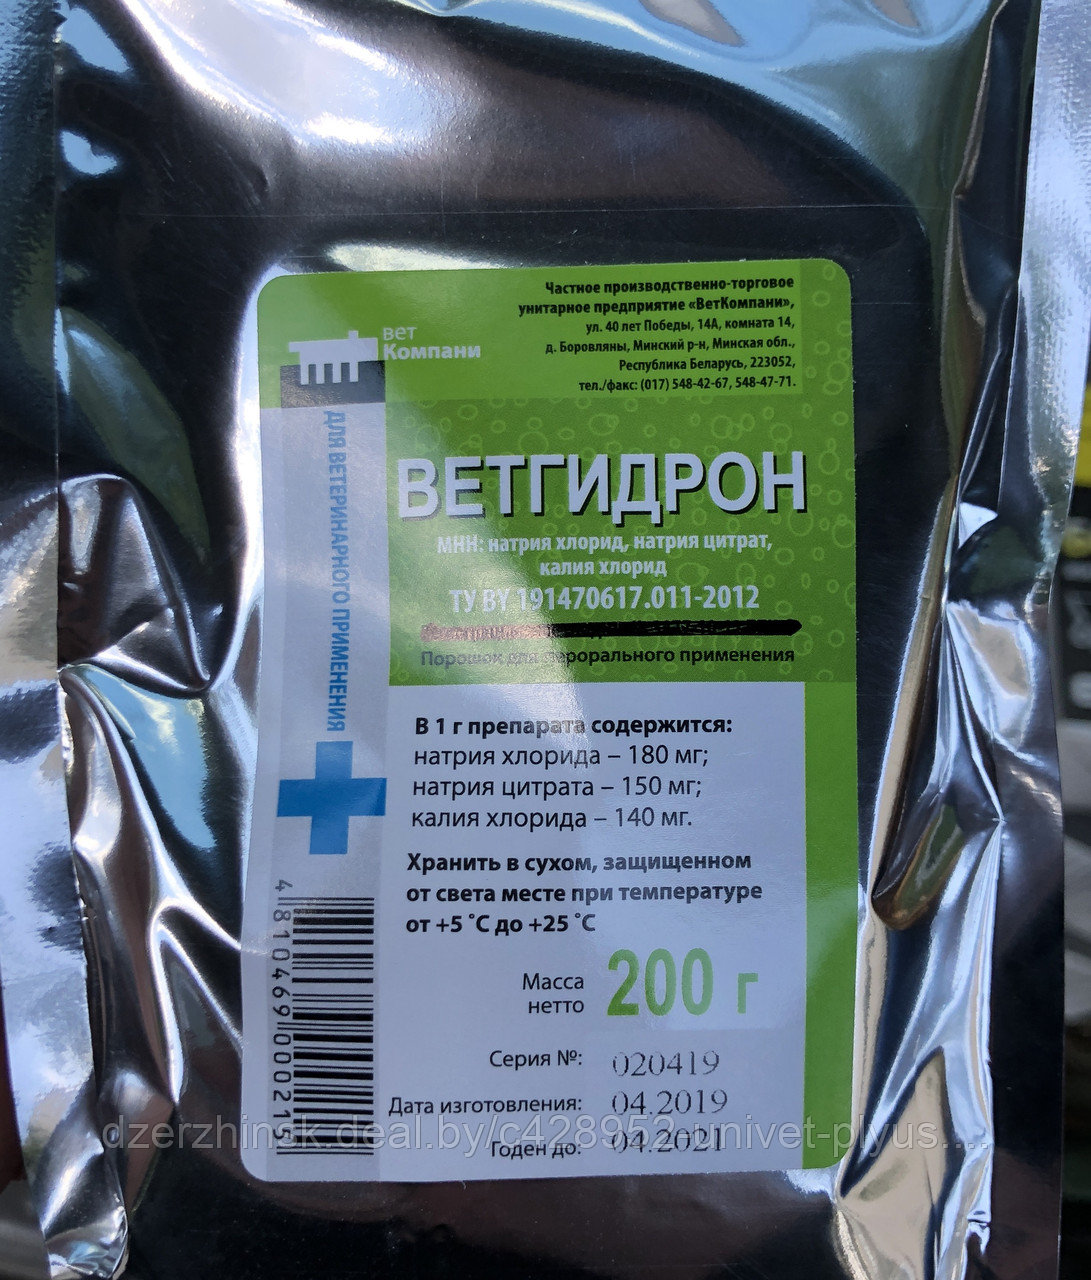 Частное производственно-торговое
унитарное предприятие «ВетКомпани»,
ул. 40 лет Победы, 14А, комната 14,
д. Боровляны, Минский р-н, Минская обл.,
Республика Беларусь, 223052,
тел./факс: (017) 548-42-67, 548-47-71.
вет
Компани
ДЛЯ ВЕТЕРИНАРНОГО ПРИМЕНЕНИЯ
ВЕТГИДРОН
МНН: натрия хлорид, натрия цитрат,
калия хлорид
ТУ BY 191470617.011-2012
Порошок для перорального применения
В 1 г препарата содержится:
натрия хлорида – 180 мг;
натрия цитрата – 150 мг;
калия хлорида – 140 мг.
Хранить в сухом, защищенном
от света месте при температуре
от +5 ˚С до +25 ˚С
Масса
нетто
200 г
Серия №: 020419
Дата изготовления: 04.2019
Годен до: 04.2021
4 810469 000219
dzerzhinsk.deal.by/c428952-univet-plyus....